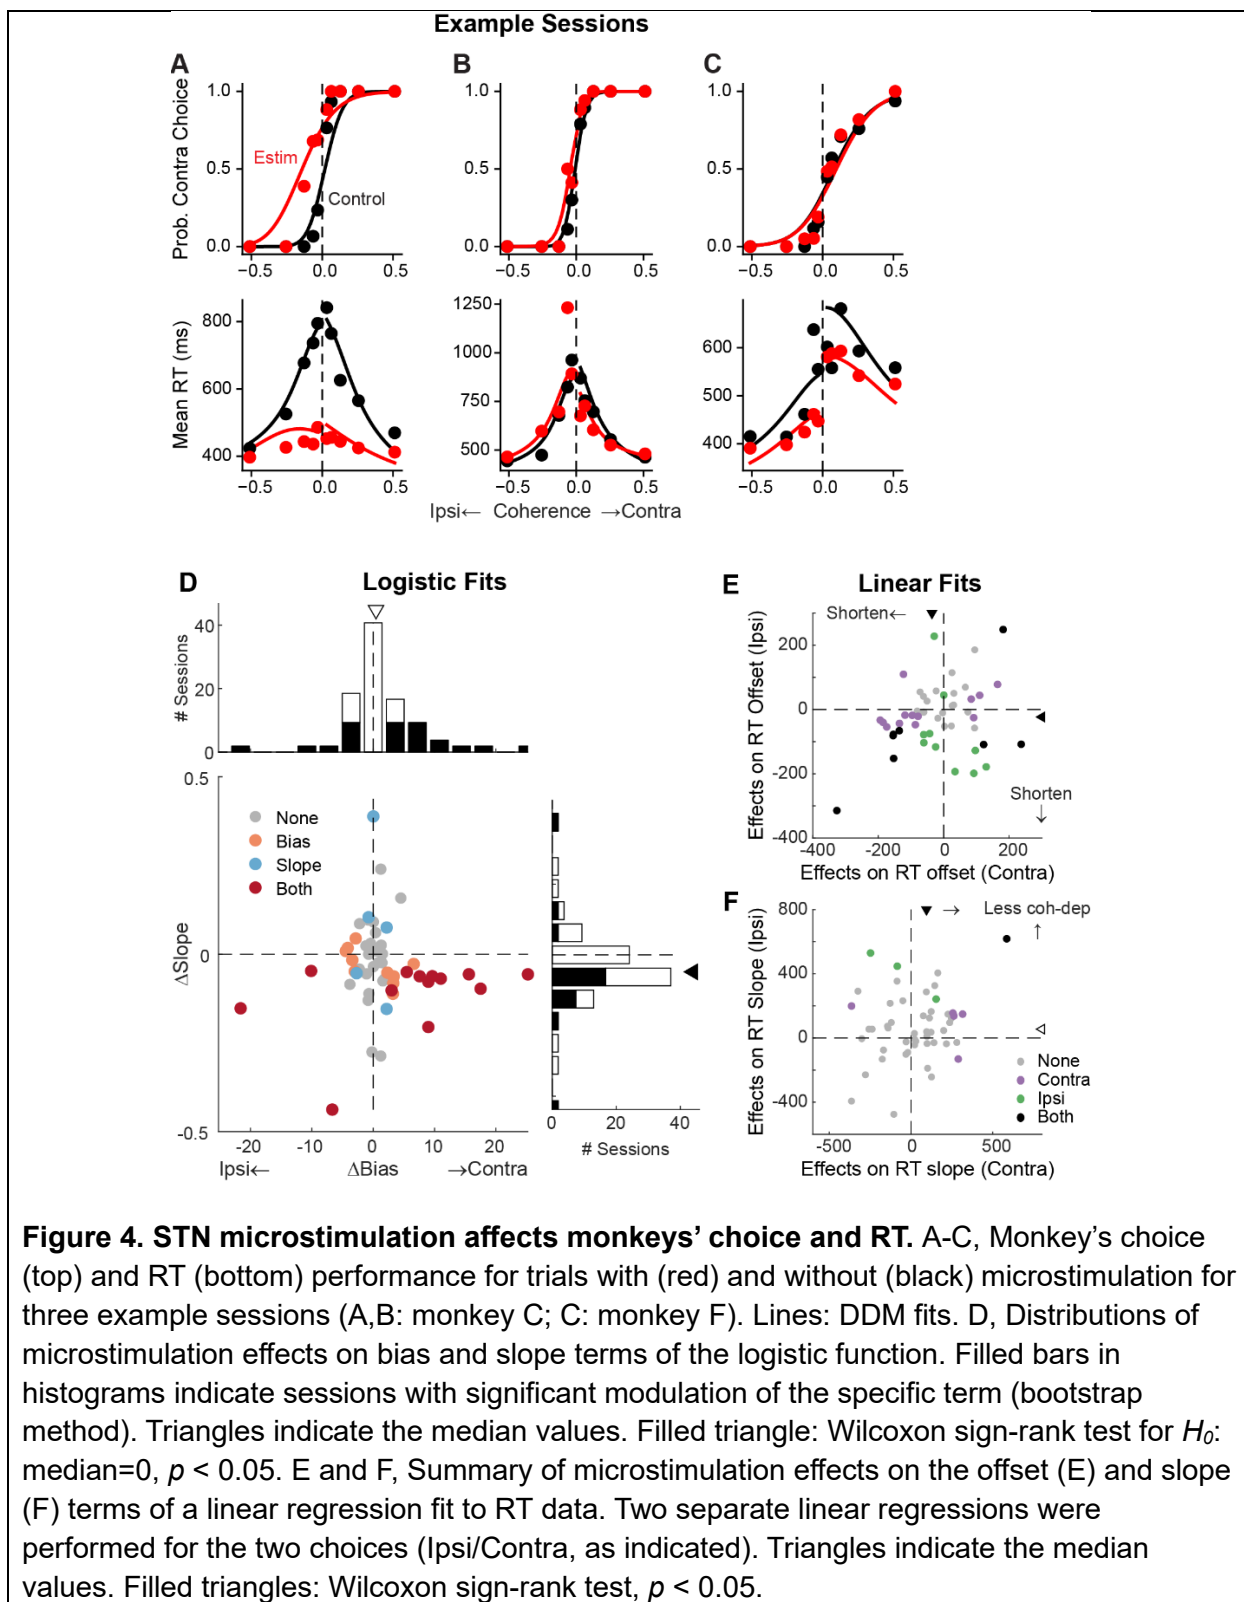 Example Sessions
A
B
C
Prob. Contra Choice
1.0
0.5
0.0
Estim
Control
−0.5
0.0
0.5
1.0
0.5
0.0
−0.5
0.0
0.5
1.0
0.5
0.0
−0.5
0.0
0.5
Mean RT (ms)
800
600
400
−0.5
0.0
0.5
1250
1000
750
500
−0.5
0.0
0.5
600
500
400
−0.5
0.0
0.5
Ipsi← Coherence →Contra
D
Logistic Fits
# Sessions
40
20
0
0.5
ΔSlope
0
-0.5
None
Bias
Slope
Both
-20
-10
0
10
20
Ipsi←
ΔBias
→Contra
0
20
40
# Sessions
E
Linear Fits
Shorten←
Effects on RT Offset (Ipsi)
200
0
-200
-400
Shorten
↓
-400
-200
0
200
Effects on RT offset (Contra)
F
→ Less coh-dep
↑
Effects on RT Slope (Ipsi)
800
400
0
-400
None
Contra
Ipsi
Both
-500
0
500
Effects on RT slope (Contra)
Figure 4. STN microstimulation affects monkeys’ choice and RT. A-C, Monkey’s choice
(top) and RT (bottom) performance for trials with (red) and without (black) microstimulation for
three example sessions (A,B: monkey C; C: monkey F). Lines: DDM fits. D, Distributions of
microstimulation effects on bias and slope terms of the logistic function. Filled bars in
histograms indicate sessions with significant modulation of the specific term (bootstrap
method). Triangles indicate the median values. Filled triangle: Wilcoxon sign-rank test for H₀:
median=0, p < 0.05. E and F, Summary of microstimulation effects on the offset (E) and slope
(F) terms of a linear regression fit to RT data. Two separate linear regressions were
performed for the two choices (Ipsi/Contra, as indicated). Triangles indicate the median
values. Filled triangles: Wilcoxon sign-rank test, p < 0.05.